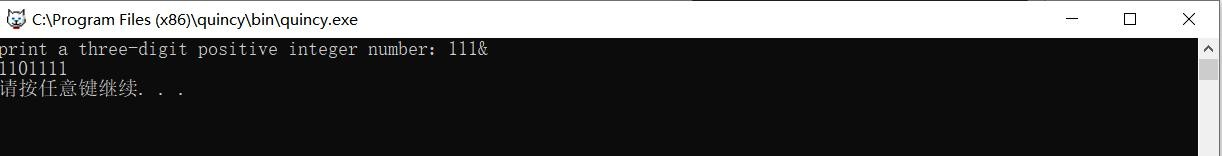 C:\Program Files (x86)\quincy\bin\quincy.exe
print a three-digit positive integer number: 111&
1101111
请按任意键继续. . .